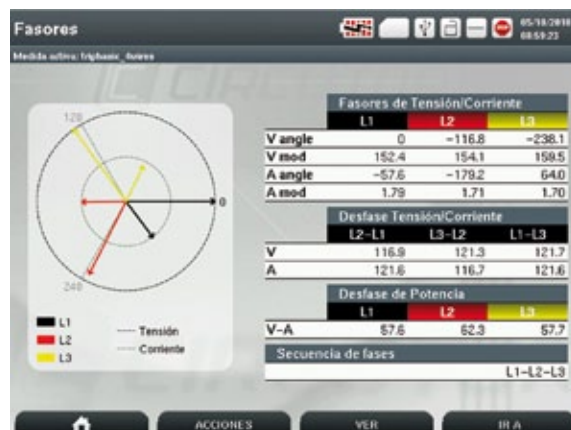 Fasores
05/18/2018
08:59:23
Medida activa: triphasic_4wires
120
0
240
L1
L2
L3
Tensión
Corriente
Fasores de Tensión/Corriente
L1 L2 L3
V angle 0 -116.8 -238.1
V mod 152.4 154.1 159.5
A angle -57.6 -179.2 64.0
A mod 1.79 1.71 1.70
Desfase Tensión/Corriente
L2-L1 L3-L2 L1-L3
V 116.9 121.3 121.7
A 121.6 116.7 121.6
Desfase de Potencia
L1 L2 L3
V-A 57.6 62.3 57.7
Secuencia de fases
L1-L2-L3
ACCIONES VER IR A